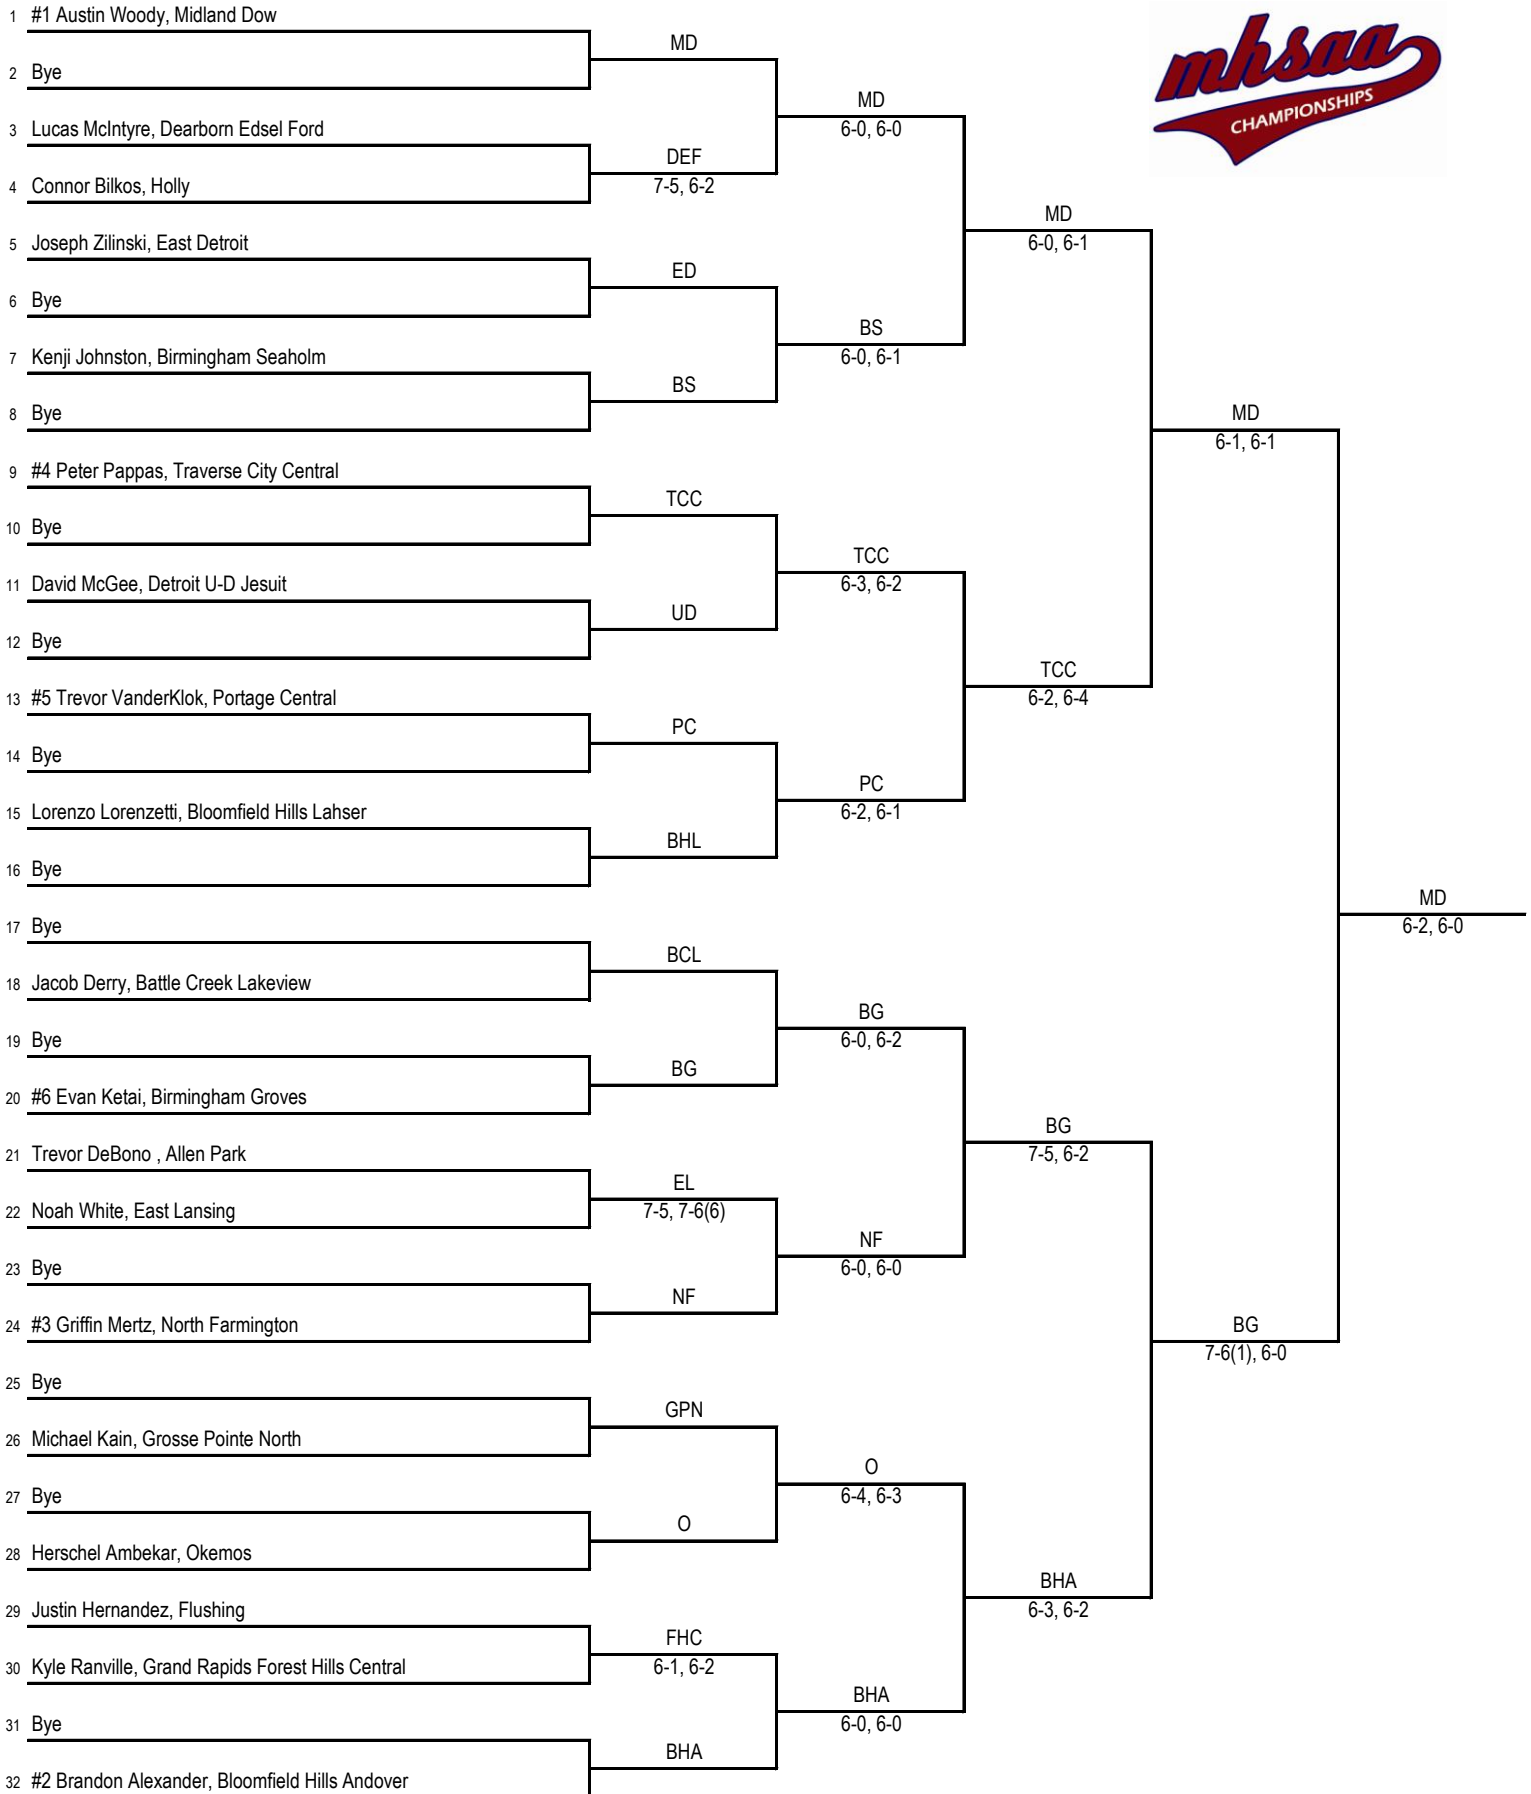 1 #1 Austin Woody, Midland Dow
MD
2 Bye
MD
6-0, 6-0
3 Lucas McIntyre, Dearborn Edsel Ford
DEF
7-5, 6-2
4 Connor Bilkos, Holly
MD
6-0, 6-1
5 Joseph Zilinski, East Detroit
ED
6 Bye
BS
6-0, 6-1
7 Kenji Johnston, Birmingham Seaholm
BS
8 Bye
MD
6-1, 6-1
9 #4 Peter Pappas, Traverse City Central
TCC
10 Bye
TCC
6-3, 6-2
11 David McGee, Detroit U-D Jesuit
UD
12 Bye
TCC
6-2, 6-4
13 #5 Trevor VanderKlok, Portage Central
PC
14 Bye
PC
6-2, 6-1
15 Lorenzo Lorenzetti, Bloomfield Hills Lahser
BHL
16 Bye
MD
6-2, 6-0
17 Bye
BCL
18 Jacob Derry, Battle Creek Lakeview
BG
6-0, 6-2
19 Bye
BG
20 #6 Evan Ketai, Birmingham Groves
BG
7-5, 6-2
21 Trevor DeBono , Allen Park
EL
7-5, 7-6(6)
22 Noah White, East Lansing
NF
6-0, 6-0
23 Bye
NF
24 #3 Griffin Mertz, North Farmington
BG
7-6(1), 6-0
25 Bye
GPN
26 Michael Kain, Grosse Pointe North
O
6-4, 6-3
27 Bye
O
28 Herschel Ambekar, Okemos
BHA
6-3, 6-2
29 Justin Hernandez, Flushing
FHC
6-1, 6-2
30 Kyle Ranville, Grand Rapids Forest Hills Central
BHA
6-0, 6-0
31 Bye
BHA
32 #2 Brandon Alexander, Bloomfield Hills Andover
mhsaa
CHAMPIONSHIPS